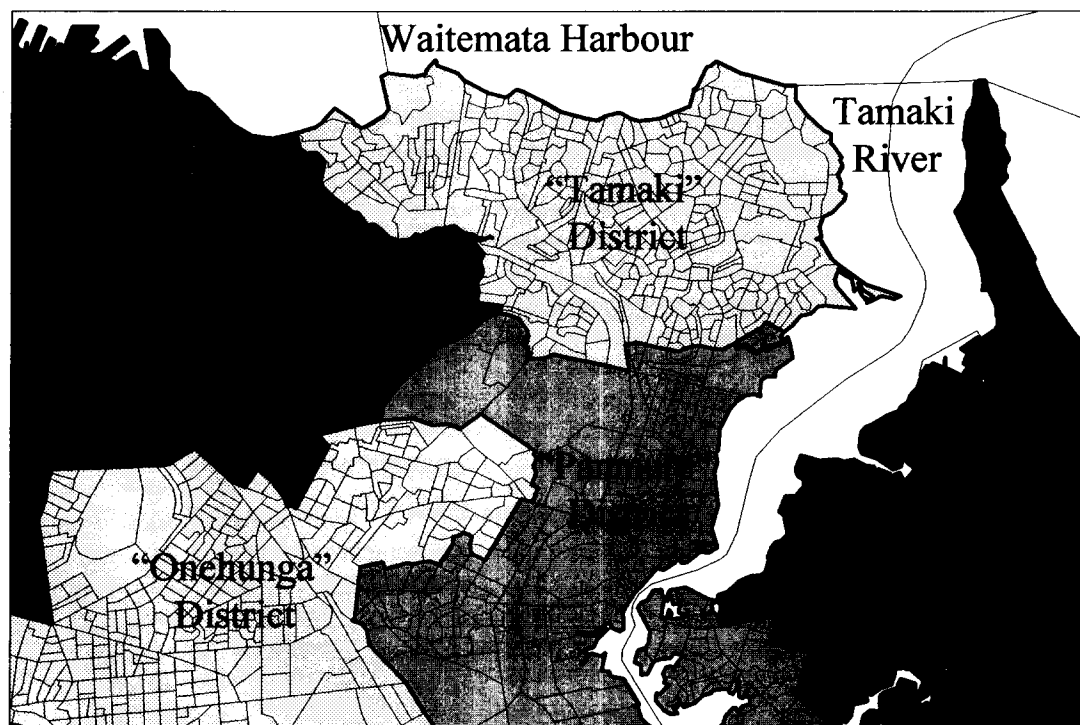 Waitemata Harbour
Tamaki
River
“Tamaki”
District
“Onehunga”
District